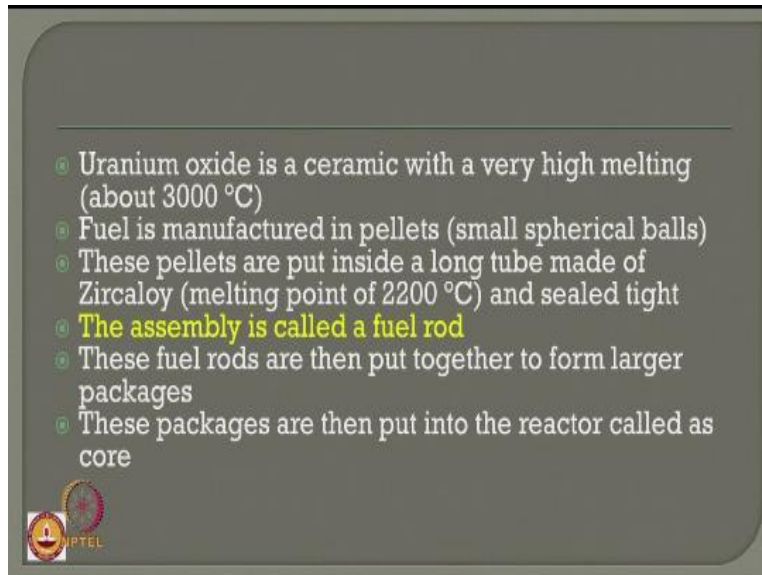 Uranium oxide is a ceramic with a very high melting
(about 3000 °C)
Fuel is manufactured in pellets (small spherical balls)
These pellets are put inside a long tube made of
Zircaloy (melting point of 2200 °C) and sealed tight
The assembly is called a fuel rod
These fuel rods are then put together to form larger
packages
These packages are then put into the reactor called as
core
NPTEL